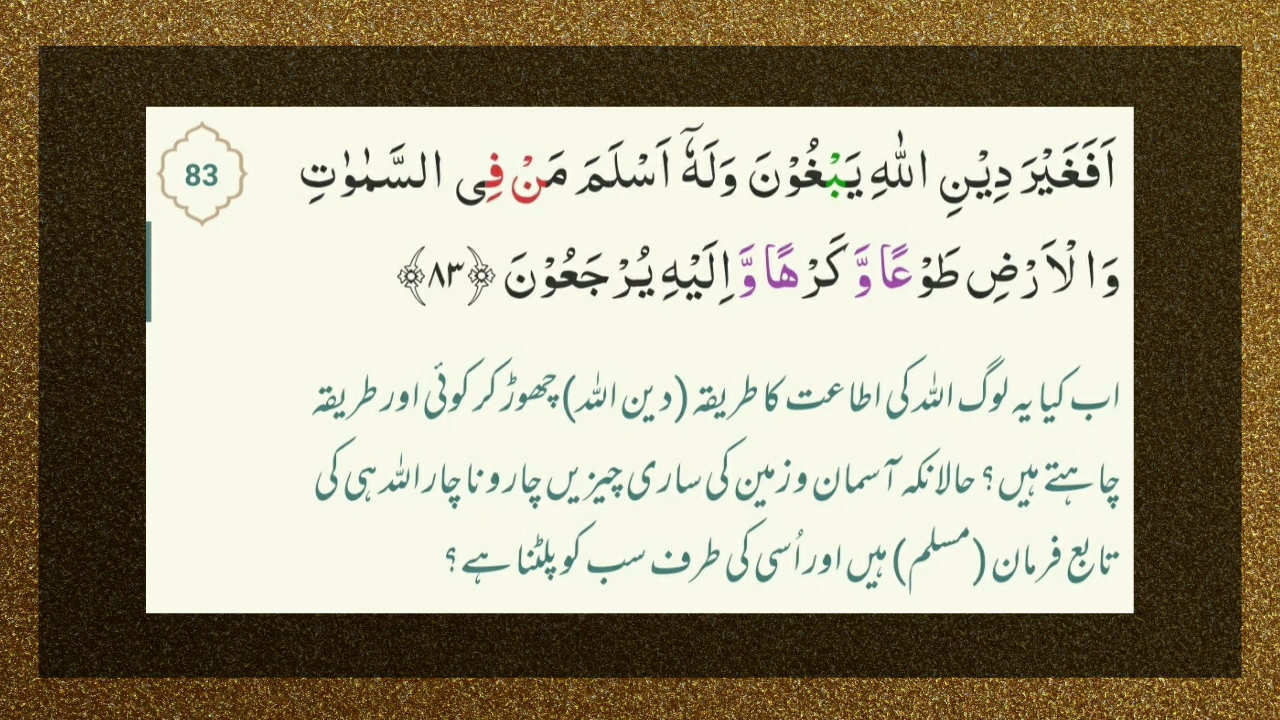 83
اَفَغَيْرَ دِيْنِ اللّٰهِ يَبْغُوْنَ وَلَهٗۤ اَسْلَمَ مَنْ فِى السَّمٰوٰتِ
وَالْاَرْضِ طَوْعًا وَّكَرْهًا وَّاِلَيْهِ يُرْجَعُوْنَ ﴿۸۳﴾
اب کیا یہ لوگ اللہ کی اطاعت کا طریقہ (دین اللہ) چھوڑ کر کوئی اور طریقہ
چاہتے ہیں؟ حالانکہ آسمان و زمین کی ساری چیزیں چار و ناچار اللہ ہی کی
تابع فرمان (مسلم) ہیں اور اُسی کی طرف سب کو پلٹنا ہے؟